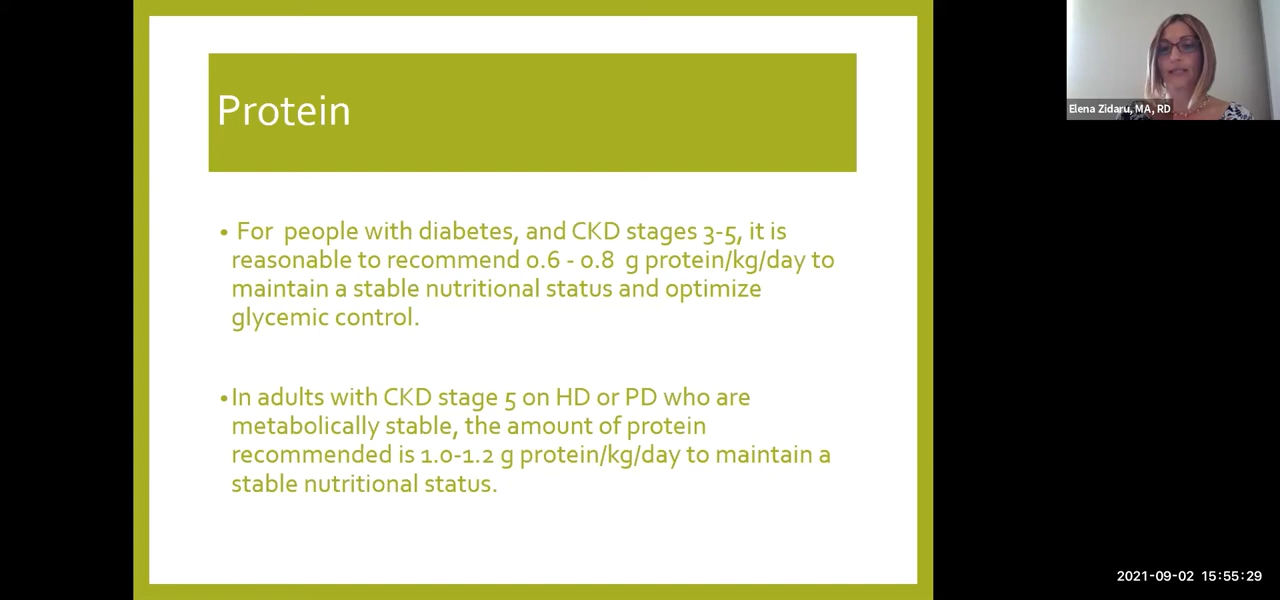 Protein
• For  people with diabetes, and CKD stages 3-5, it is
reasonable to recommend 0.6 - 0.8  g protein/kg/day to
maintain a stable nutritional status and optimize
glycemic control.
•In adults with CKD stage 5 on HD or PD who are
metabolically stable, the amount of protein
recommended is 1.0-1.2 g protein/kg/day to maintain a
stable nutritional status.
Elena Zidaru, MA, RD
2021-09-02 15:55:29